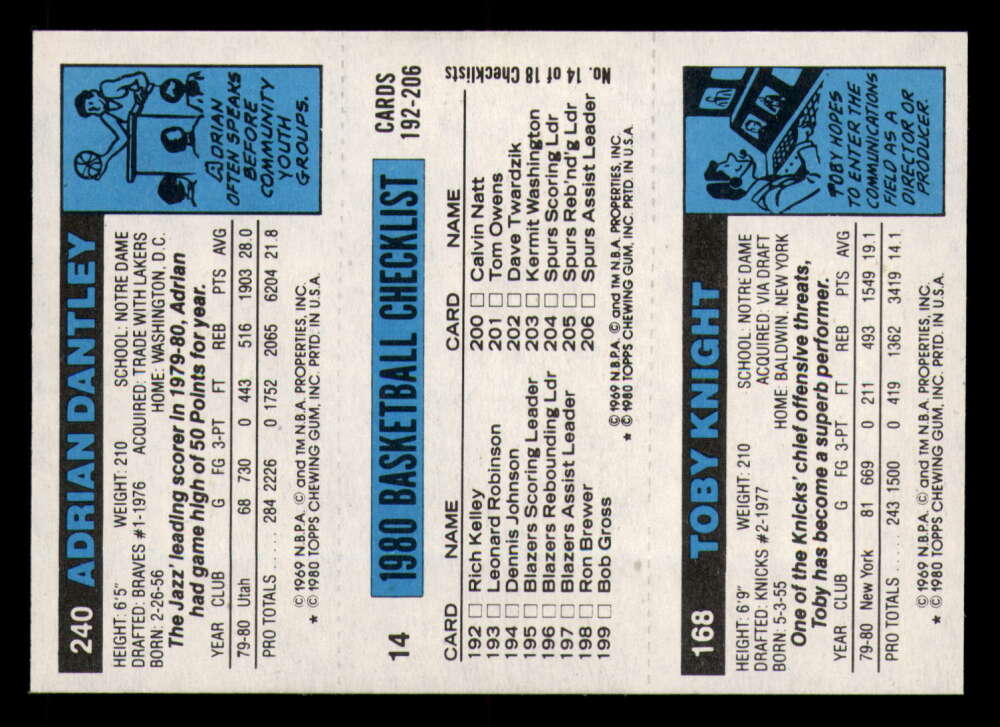 240 ADRIAN DANTLEY
HEIGHT: 6'5" WEIGHT: 210 SCHOOL: NOTRE DAME
DRAFTED: BRAVES #1-1976 ACQUIRED: TRADE WITH LAKERS
BORN: 2-26-56 HOME: WASHINGTON, D.C.
The Jazz' leading scorer in 1979-80, Adrian
had game high of 50 Points for year.
YEAR CLUB G FG 3-PT FT REB PTS AVG
79-80 Utah 68 730 0 443 516 1903 28.0
PRO TOTALS ..... 284 2226 0 1752 2065 6204 21.8
© 1969 N.B.P.A. © and TM N.B.A. PROPERTIES, INC.
★ © 1980 TOPPS CHEWING GUM, INC. PRTD. IN U.S.A.
ADRIAN
OFTEN SPEAKS
BEFORE
COMMUNITY
YOUTH
GROUPS.
14 1980 BASKETBALL CHECKLIST CARDS
192-206
CARD NAME CARD NAME
192 □ Rich Kelley 200 □ Calvin Natt
193 □ Leonard Robinson 201 □ Tom Owens
194 □ Dennis Johnson 202 □ Dave Twardzik
195 □ Blazers Scoring Leader 203 □ Kermit Washington
196 □ Blazers Rebounding Ldr 204 □ Spurs Scoring Ldr
197 □ Blazers Assist Leader 205 □ Spurs Reb'nd'g Ldr
198 □ Ron Brewer 206 □ Spurs Assist Leader
199 □ Bob Gross
© 1969 N.B.P.A. © and TM N.B.A. PROPERTIES, INC.
★ © 1980 TOPPS CHEWING GUM, INC. PRTD. IN U.S.A.
No. 14 of 18 Checklists
168 TOBY KNIGHT
HEIGHT: 6'9" WEIGHT: 210 SCHOOL: NOTRE DAME
DRAFTED: KNICKS #2-1977 ACQUIRED: VIA DRAFT
BORN: 5-3-55 HOME: BALDWIN, NEW YORK
One of the Knicks' chief offensive threats,
Toby has become a superb performer.
YEAR CLUB G FG 3-PT FT REB PTS AVG
79-80 New York 81 669 0 211 493 1549 19.1
PRO TOTALS ..... 243 1500 0 419 1362 3419 14.1
© 1969 N.B.P.A. © and TM N.B.A. PROPERTIES, INC.
★ © 1980 TOPPS CHEWING GUM, INC. PRTD. IN U.S.A.
TOBY HOPES
TO ENTER THE
COMMUNICATIONS
FIELD AS A
DIRECTOR OR
PRODUCER.